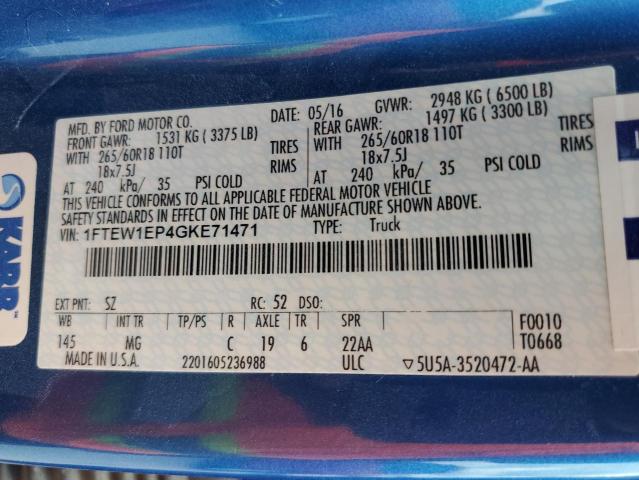 MFD. BY FORD MOTOR CO. DATE: 05/16 GVWR: 2948 KG ( 6500 LB)
FRONT GAWR: 1531 KG ( 3375 LB) REAR GAWR: 1497 KG ( 3300 LB)
WITH 265/60R18 110T TIRES WITH 265/60R18 110T TIRES
18x7.5J RIMS 18x7.5J RIMS
AT 240 kPa/ 35 PSI COLD AT 240 kPa/ 35 PSI COLD
THIS VEHICLE CONFORMS TO ALL APPLICABLE FEDERAL MOTOR VEHICLE
SAFETY STANDARDS IN EFFECT ON THE DATE OF MANUFACTURE SHOWN ABOVE.
VIN: 1FTEW1EP4GKE71471 TYPE: Truck
EXT PNT: SZ RC: 52 DSO:
WB INT TR TP/PS R AXLE TR SPR F0010
145 MG C 19 6 22AA T0668
MADE IN U.S.A. 2201605236988 ULC ▽5U5A-3520472-AA
KARR